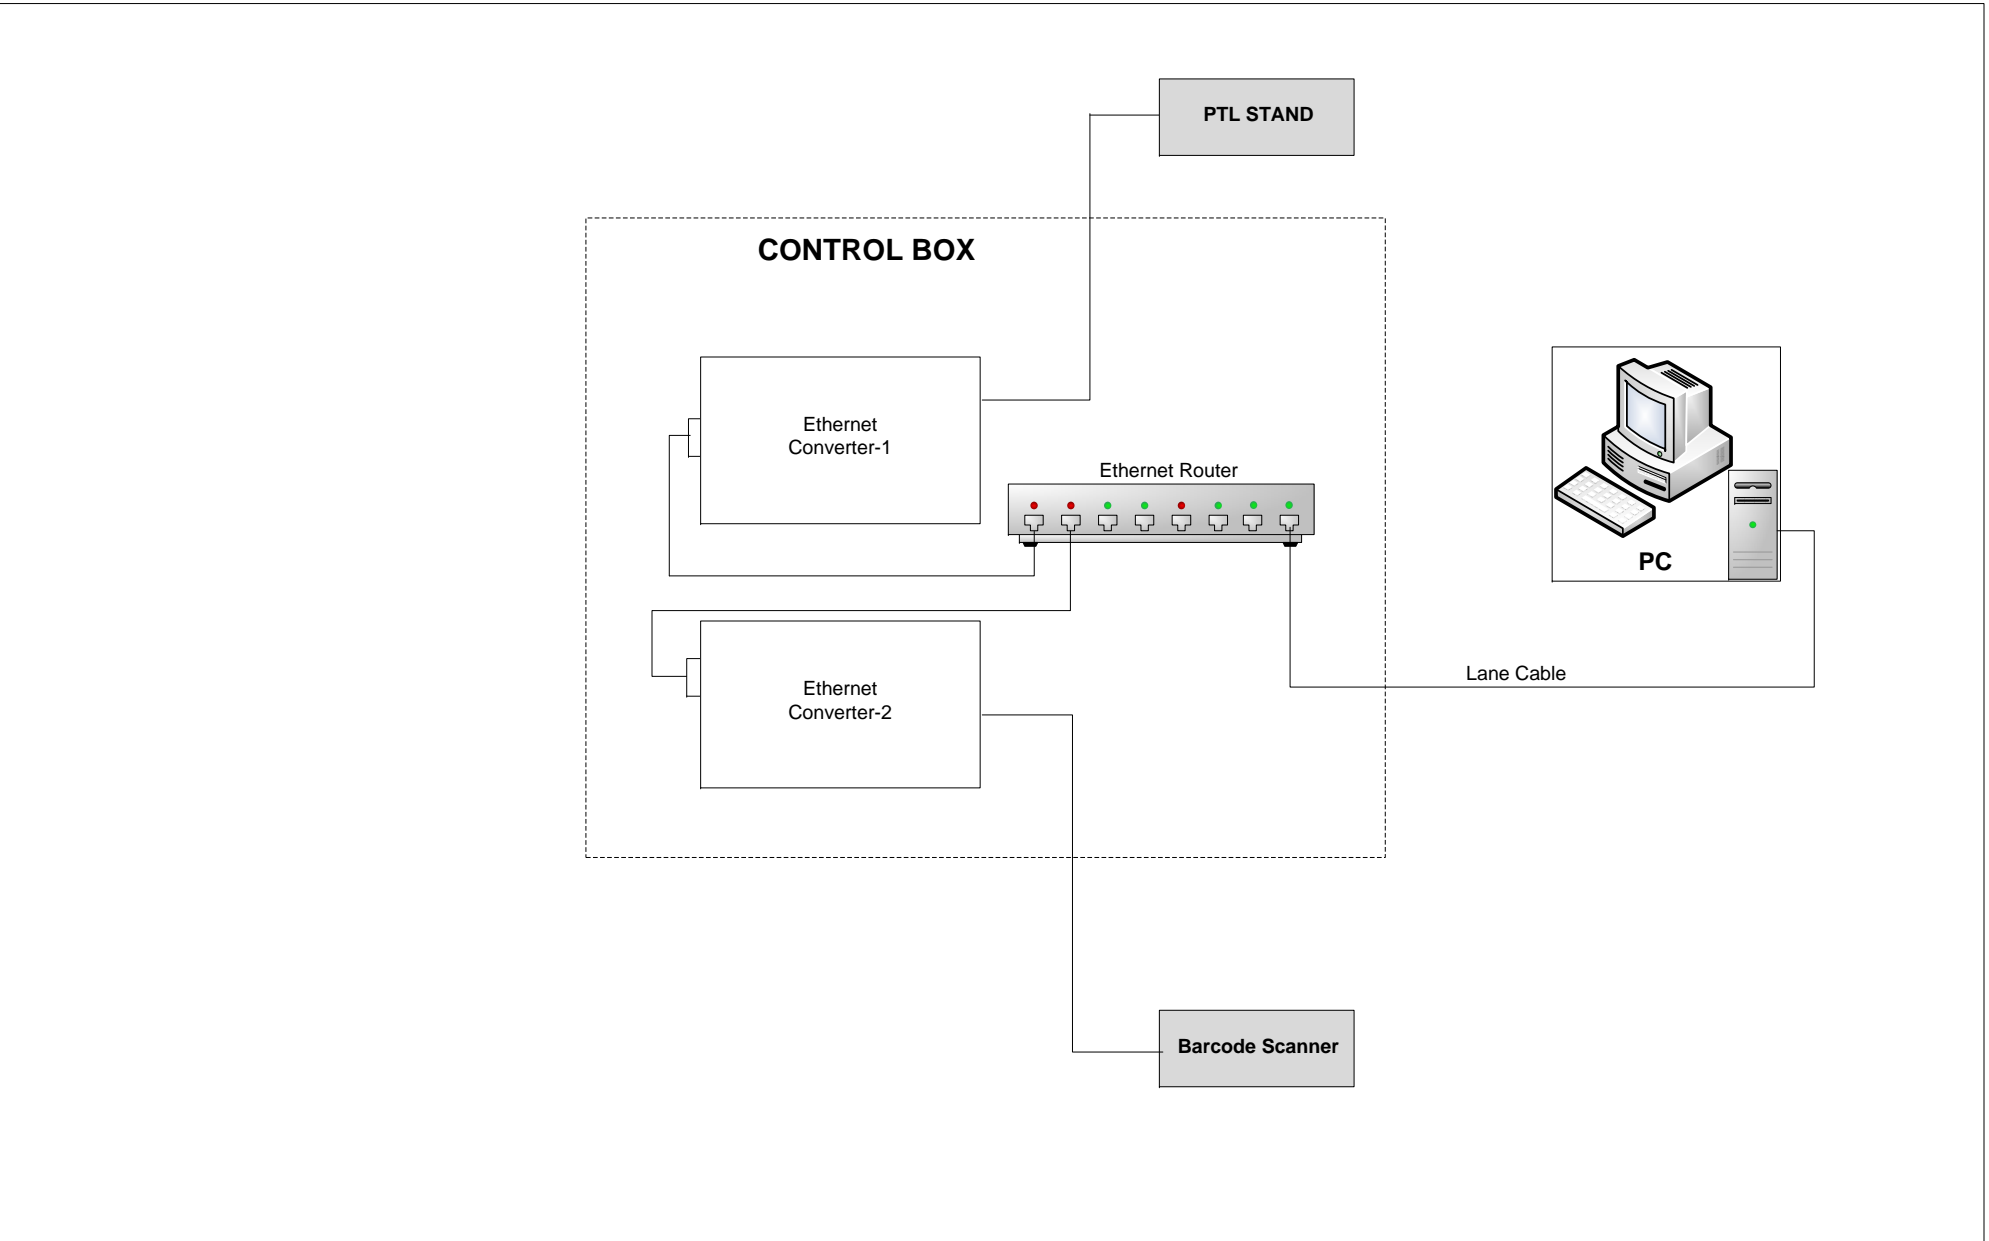 PTL STAND
CONTROL BOX
Ethernet
Converter-1
Ethernet Router
PC
Lane Cable
Ethernet
Converter-2
Barcode Scanner